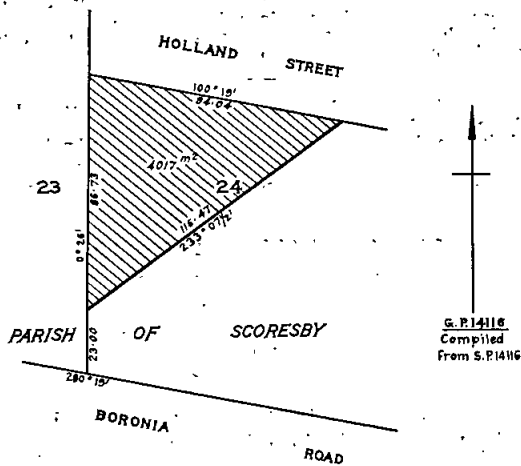 HOLLAND STREET
100° 19'
94.04
4017 m²
23
24
86.73
0° 26'
116.47
233° 07½'
PARISH OF SCORESBY
23.00
280° 19'
BORONIA ROAD
G.P.14116
Compiled
From S.P.14116